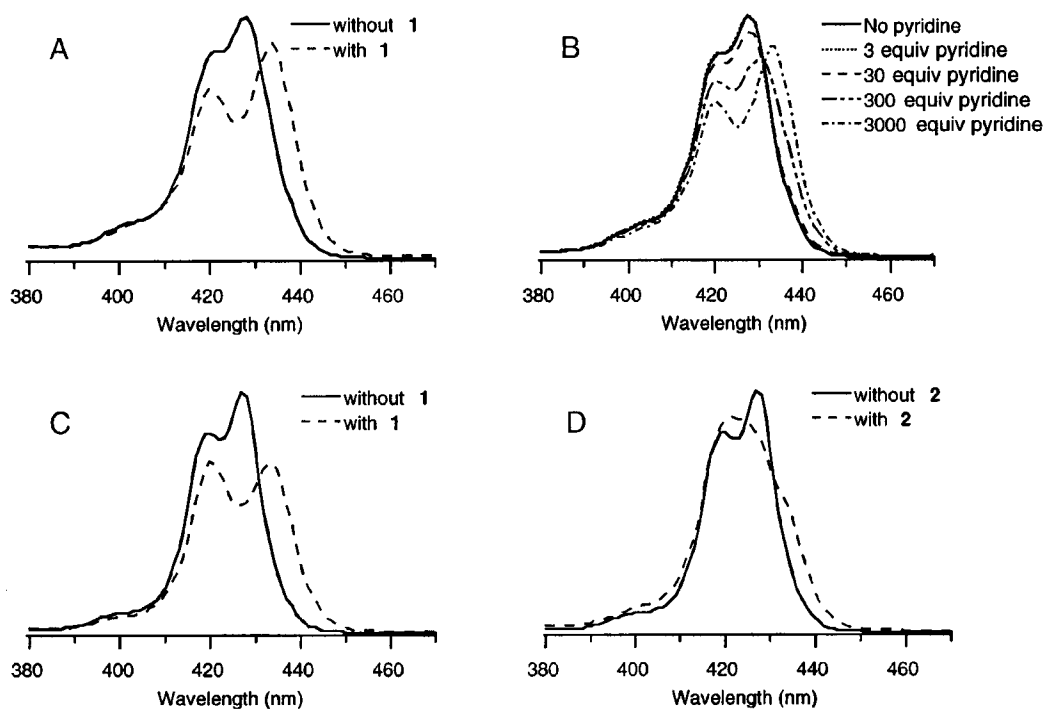 A
without 1
with 1
380 400 420 440 460
Wavelength (nm)
B
No pyridine
3 equiv pyridine
30 equiv pyridine
300 equiv pyridine
3000 equiv pyridine
380 400 420 440 460
Wavelength (nm)
C
without 1
with 1
380 400 420 440 460
Wavelength (nm)
D
without 2
with 2
380 400 420 440 460
Wavelength (nm)